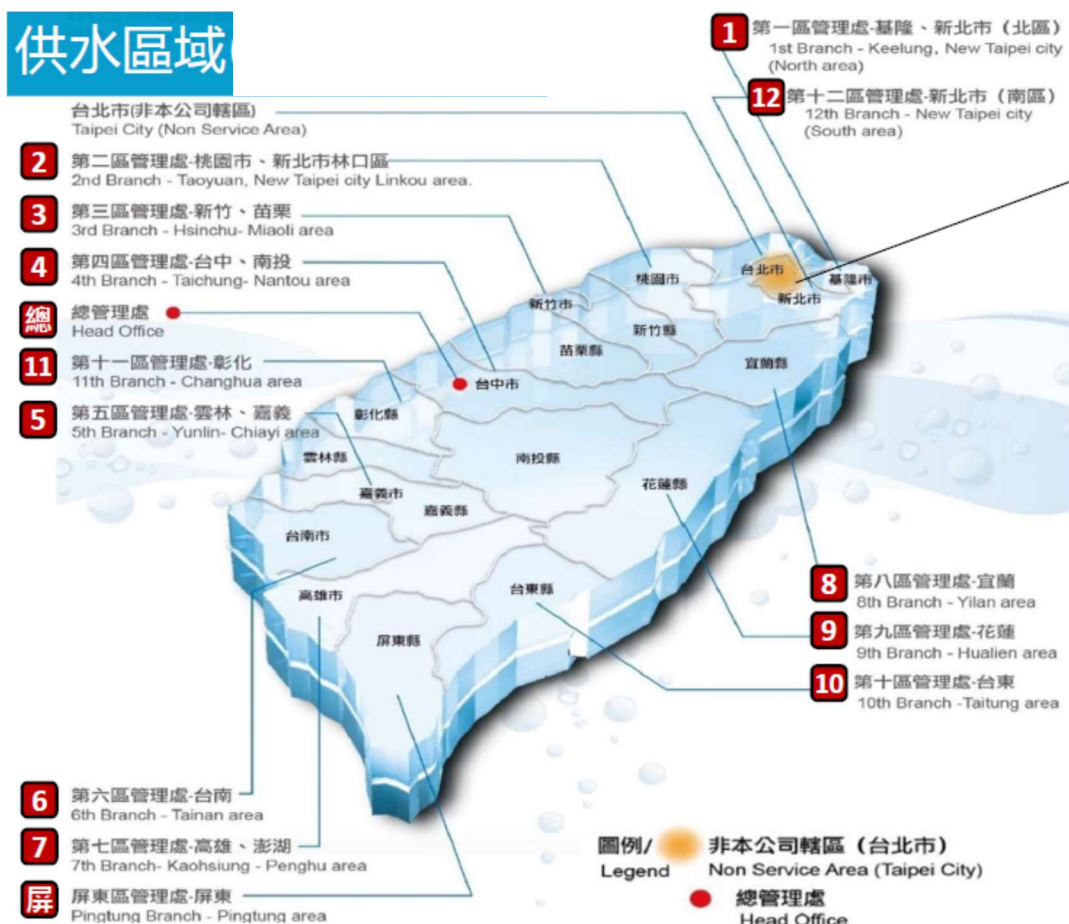 供水區域
1
第一區管理處-基隆、新北市（北區）
1st Branch - Keelung, New Taipei city
(North area)
12
第十二區管理處-新北市（南區）
12th Branch - New Taipei city
(South area)
台北市(非本公司轄區)
Taipei City (Non Service Area)
2
第二區管理處-桃園市、新北市林口區
2nd Branch - Taoyuan, New Taipei city Linkou area.
3
第三區管理處-新竹、苗栗
3rd Branch - Hsinchu- Miaoli area
4
第四區管理處-台中、南投
4th Branch - Taichung- Nantou area
總
總管理處
Head Office
11
第十一區管理處-彰化
11th Branch - Changhua area
5
第五區管理處-雲林、嘉義
5th Branch - Yunlin- Chiayi area
台北市
基隆市
桃園市
新北市
新竹市
新竹縣
苗栗縣
宜蘭縣
台中市
彰化縣
雲林縣
南投縣
花蓮縣
嘉義市
嘉義縣
台南市
高雄市
台東縣
屏東縣
8
第八區管理處-宜蘭
8th Branch - Yilan area
9
第九區管理處-花蓮
9th Branch - Hualien area
10
第十區管理處-台東
10th Branch -Taitung area
6
第六區管理處-台南
6th Branch - Tainan area
7
第七區管理處-高雄、澎湖
7th Branch- Kaohsiung - Penghu area
屏
屏東區管理處-屏東
Pingtung Branch - Pingtung area
圖例/ 非本公司轄區（台北市）
Legend Non Service Area (Taipei City)
總管理處
Head Office